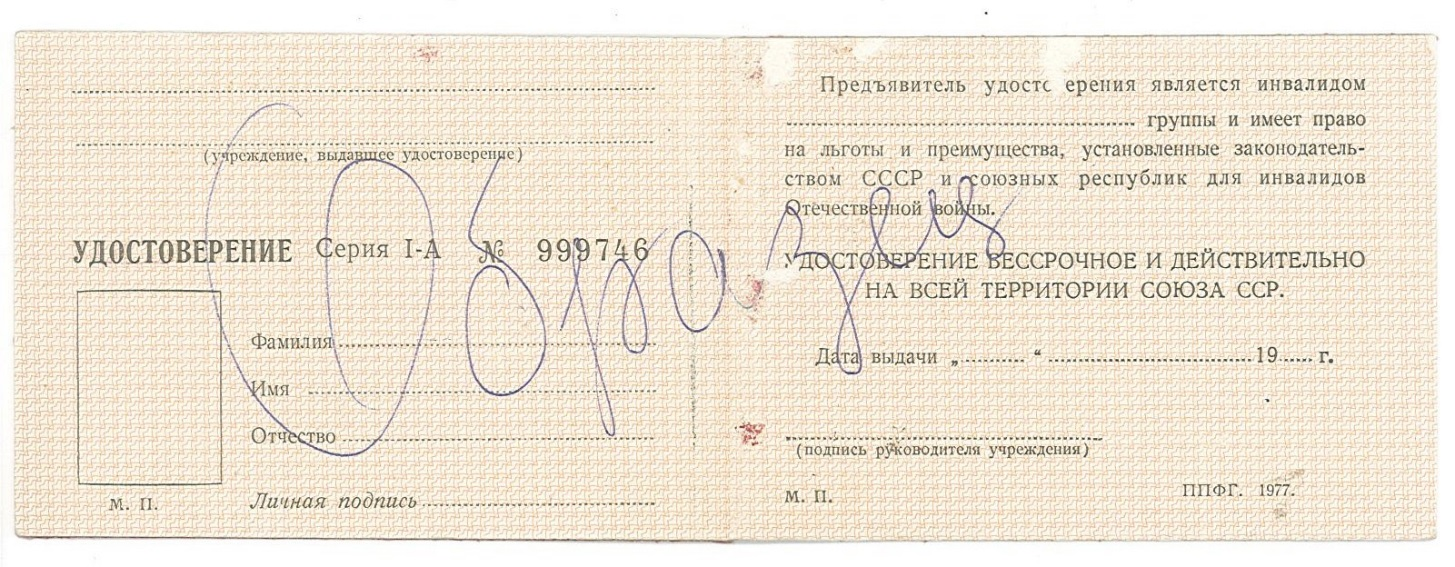 (учреждение, выдавшее удостоверение)
УДОСТОВЕРЕНИЕ Серия I-А № 999746
Фамилия
Имя
Отчество
М. П.
Личная подпись
Предъявитель удостоверения является инвалидом
группы и имеет право
на льготы и преимущества, установленные законодатель-
ством СССР и союзных республик для инвалидов
Отечественной войны.
УДОСТОВЕРЕНИЕ БЕССРОЧНОЕ И ДЕЙСТВИТЕЛЬНО
НА ВСЕЙ ТЕРРИТОРИИ СОЮЗА ССР.
Дата выдачи „ “ 19 г.
(подпись руководителя учреждения)
М. П.
ППФГ. 1977.
Образец